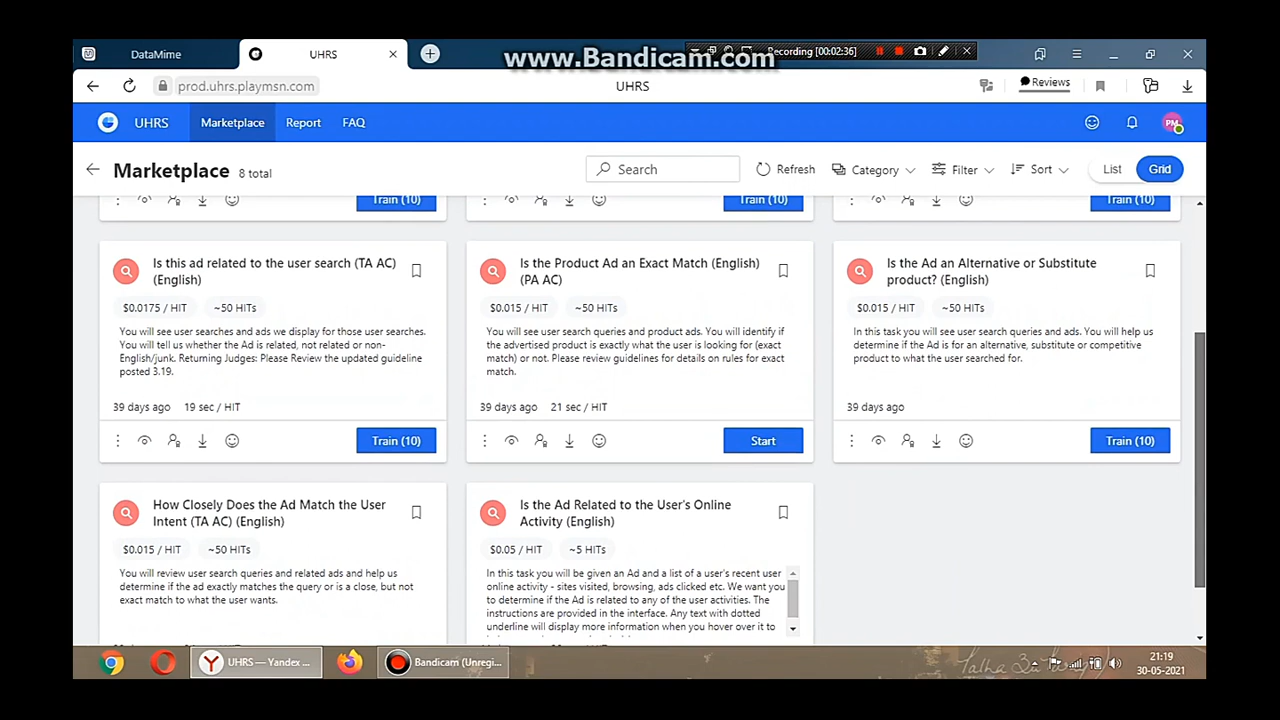 DataMime
UHRS
www.Bandicam.com
Recording [00:02:36]
prod.uhrs.playmsn.com
UHRS
Reviews
UHRS
Marketplace
Report
FAQ
PM
Marketplace 8 total
Search
Refresh
Category
Filter
Sort
List
Grid
Train (10)
Train (10)
Train (10)
Is this ad related to the user search (TA AC)
(English)
$0.0175 / HIT
~50 HITs
You will see user searches and ads we display for those user searches.
You will tell us whether the Ad is related, not related or non-
English/junk. Returning Judges: Please Review the updated guideline
posted 3.19.
39 days ago
19 sec / HIT
Train (10)
Is the Product Ad an Exact Match (English)
(PA AC)
$0.015 / HIT
~50 HITs
You will see user search queries and product ads. You will identify if
the advertised product is exactly what the user is looking for (exact
match) or not. Please review guidelines for details on rules for exact
match.
39 days ago
21 sec / HIT
Start
Is the Ad an Alternative or Substitute
product? (English)
$0.015 / HIT
~50 HITs
In this task you will see user search queries and ads. You will help us
determine if the Ad is for an alternative, substitute or competitive
product to what the user searched for.
39 days ago
Train (10)
How Closely Does the Ad Match the User
Intent (TA AC) (English)
$0.015 / HIT
~50 HITs
You will review user search queries and related ads and help us
determine if the ad exactly matches the query or is a close, but not
exact match to what the user wants.
Is the Ad Related to the User's Online
Activity (English)
$0.05 / HIT
~5 HITs
In this task you will be given an Ad and a list of a user's recent user
online activity - sites visited, browsing, ads clicked etc. We want you
to determine if the Ad is related to any of the user activities. The
instructions are provided in the interface. Any text with dotted
underline will display more information when you hover over it to
UHRS — Yandex ...
Bandicam (Unregi...
21:19
30-05-2021